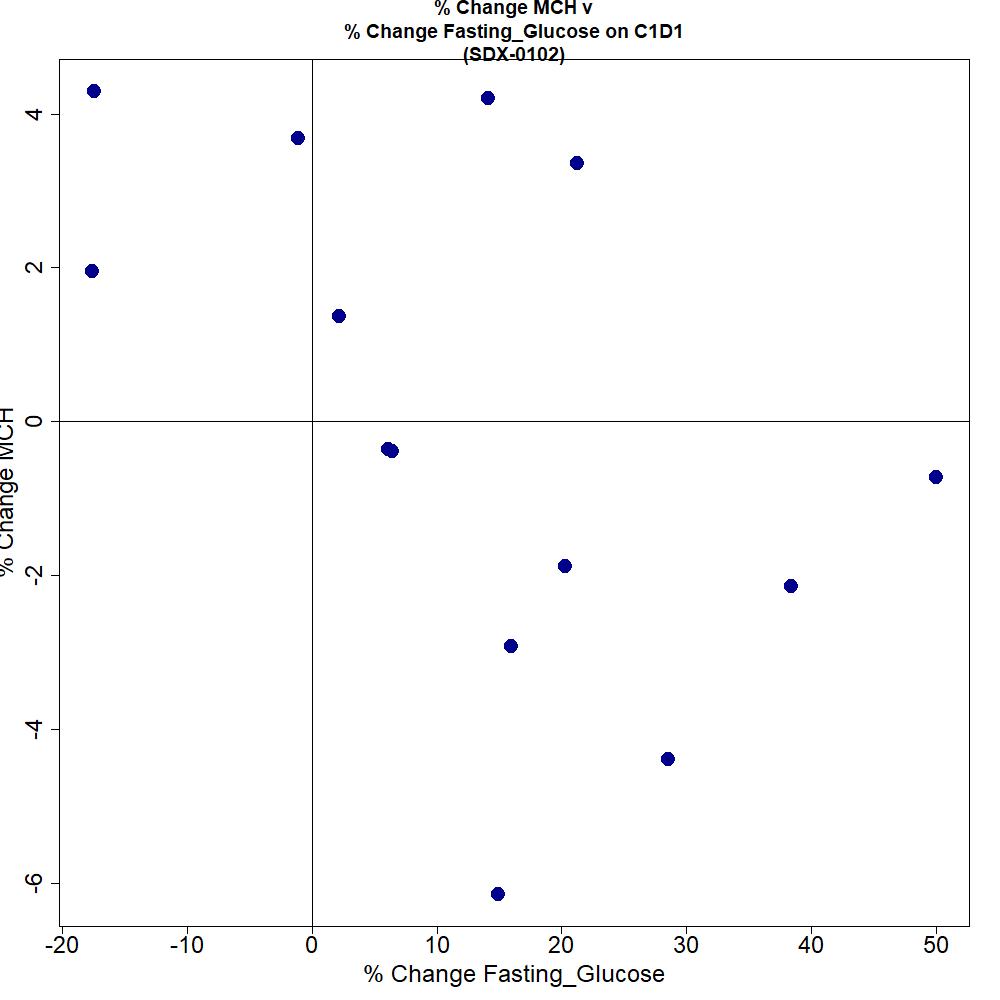 % Change MCH v
% Change Fasting_Glucose on C1D1
(SDX-0102)
% Change MCH
4
2
0
-2
-4
-6
-20 -10 0 10 20 30 40 50
% Change Fasting_Glucose